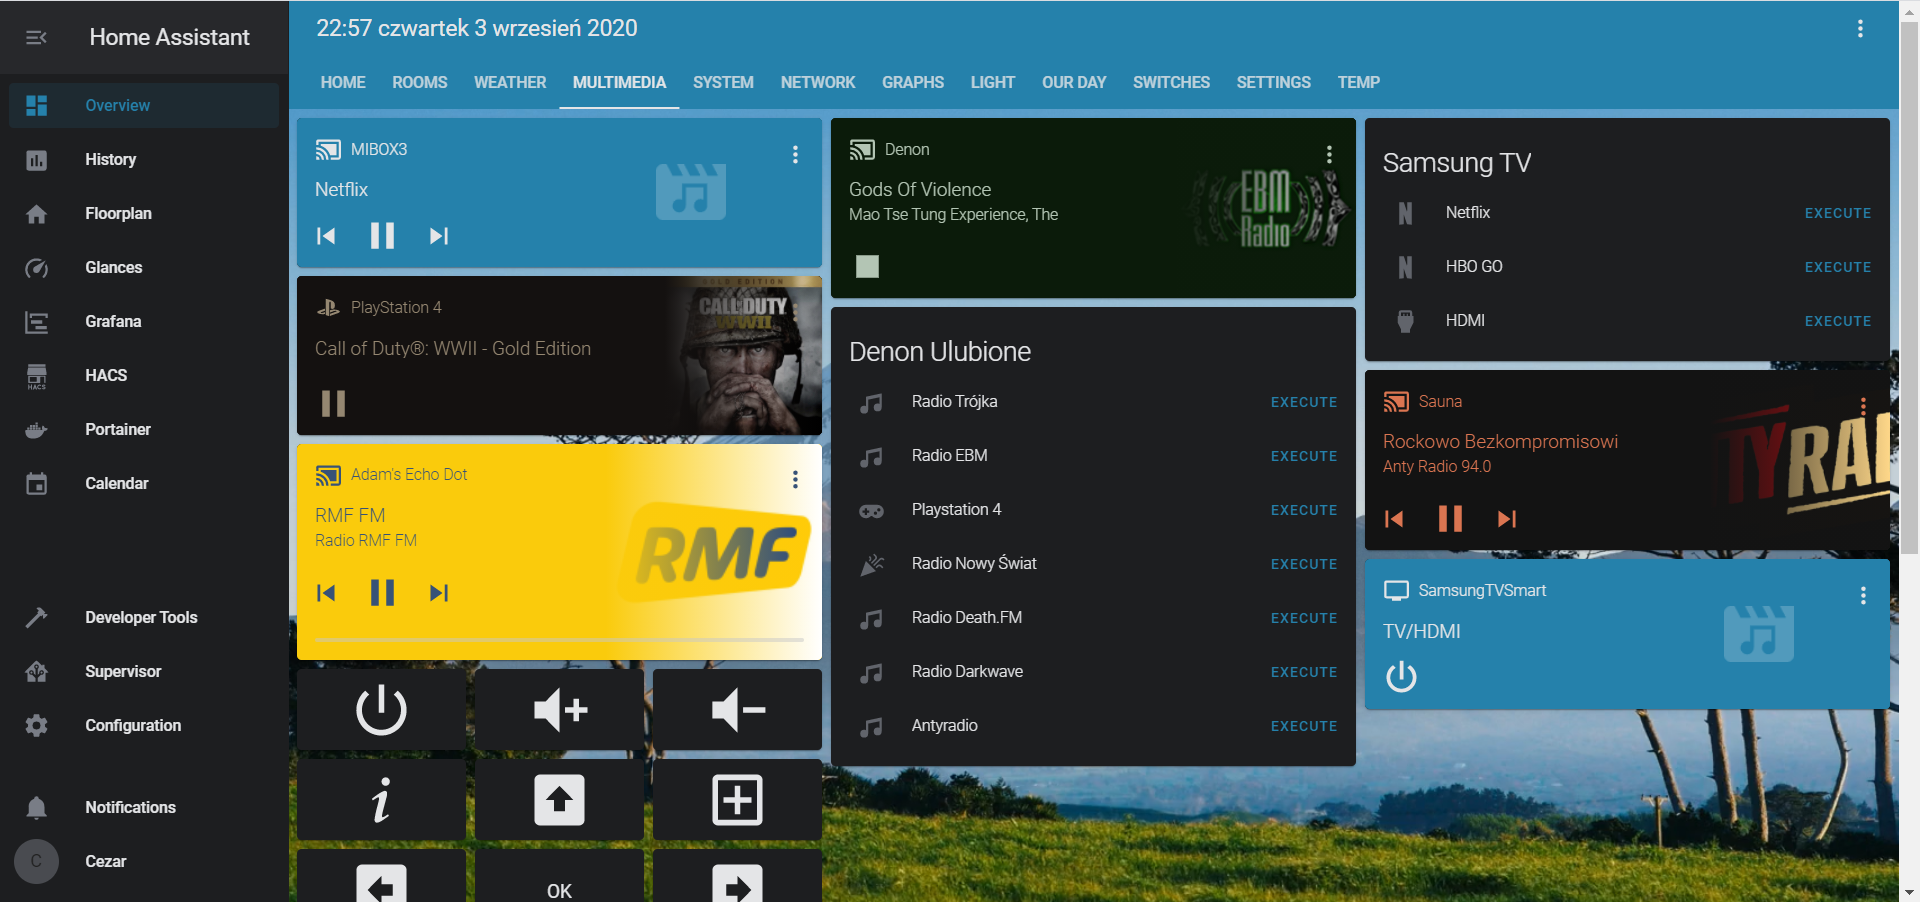 Home Assistant
Overview
History
Floorplan
Glances
Grafana
HACS
HACS
Portainer
Calendar
Developer Tools
Supervisor
Configuration
Notifications
C
Cezar
22:57 czwartek 3 wrzesień 2020
HOME ROOMS WEATHER MULTIMEDIA SYSTEM NETWORK GRAPHS LIGHT OUR DAY SWITCHES SETTINGS TEMP
MIBOX3
Netflix
PlayStation 4
Call of Duty®: WWII - Gold Edition
GOLD EDITION
CALL OF DUTY
WWII
Adam's Echo Dot
RMF FM
Radio RMF FM
RMF
OK
Denon
Gods Of Violence
Mao Tse Tung Experience, The
EBM
Radio
Denon Ulubione
Radio Trójka EXECUTE
Radio EBM EXECUTE
Playstation 4 EXECUTE
Radio Nowy Świat EXECUTE
Radio Death.FM EXECUTE
Radio Darkwave EXECUTE
Antyradio EXECUTE
Samsung TV
Netflix EXECUTE
HBO GO EXECUTE
HDMI EXECUTE
Sauna
Rockowo Bezkompromisowi
Anty Radio 94.0
TYRA
SamsungTVSmart
TV/HDMI